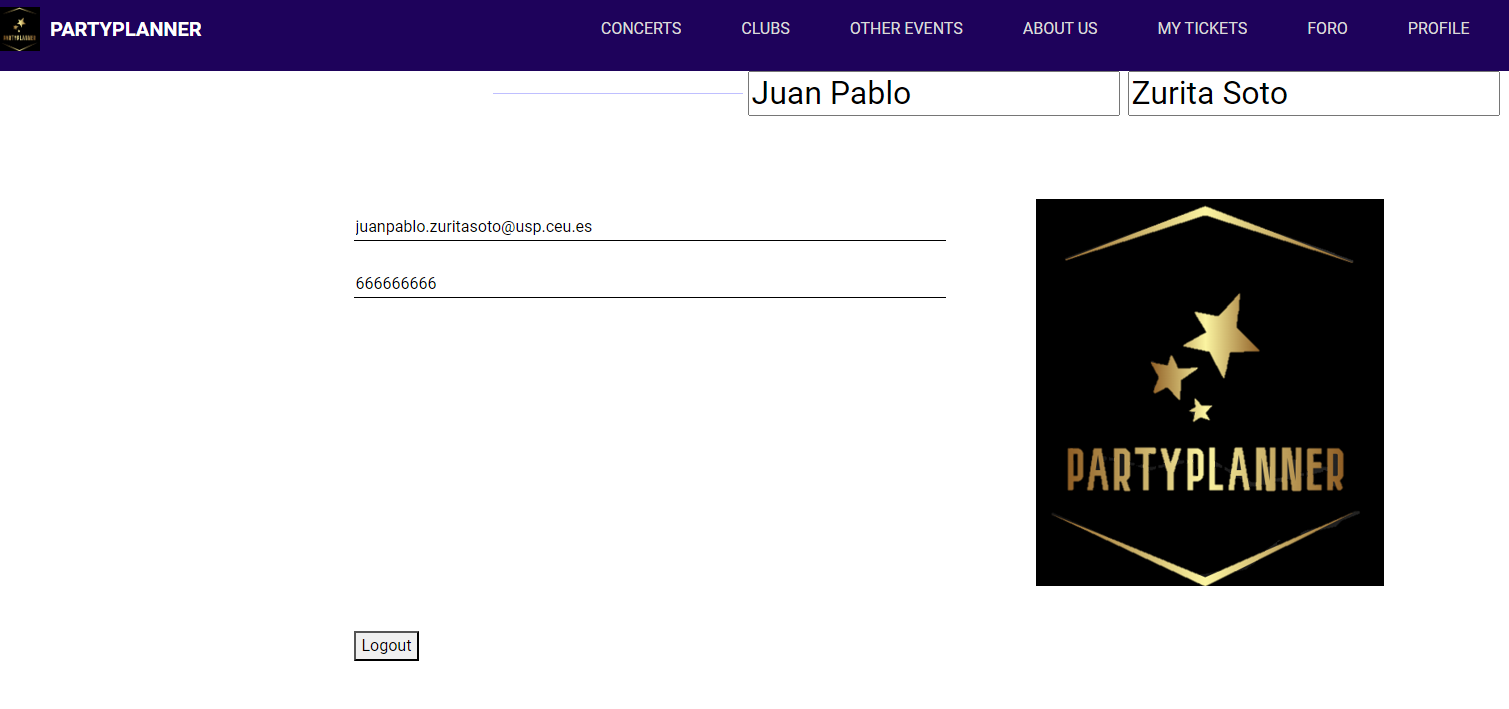 PARTYPLANNER PARTYPLANNER CONCERTS CLUBS OTHER EVENTS ABOUT US MY TICKETS FORO PROFILE
Juan Pablo Zurita Soto
juanpablo.zuritasoto@usp.ceu.es
666666666
PARTYPLANNER
Logout